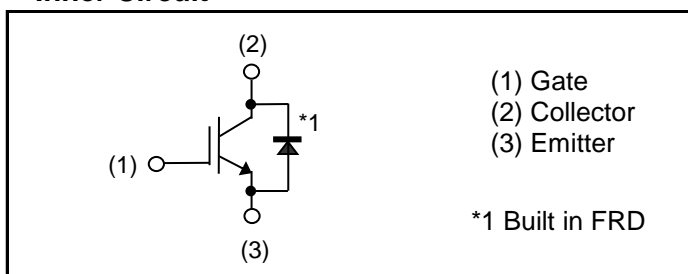 Inner Circuit
(2)
*1
(1)
(3)
(1) Gate
(2) Collector
(3) Emitter
*1 Built in FRD